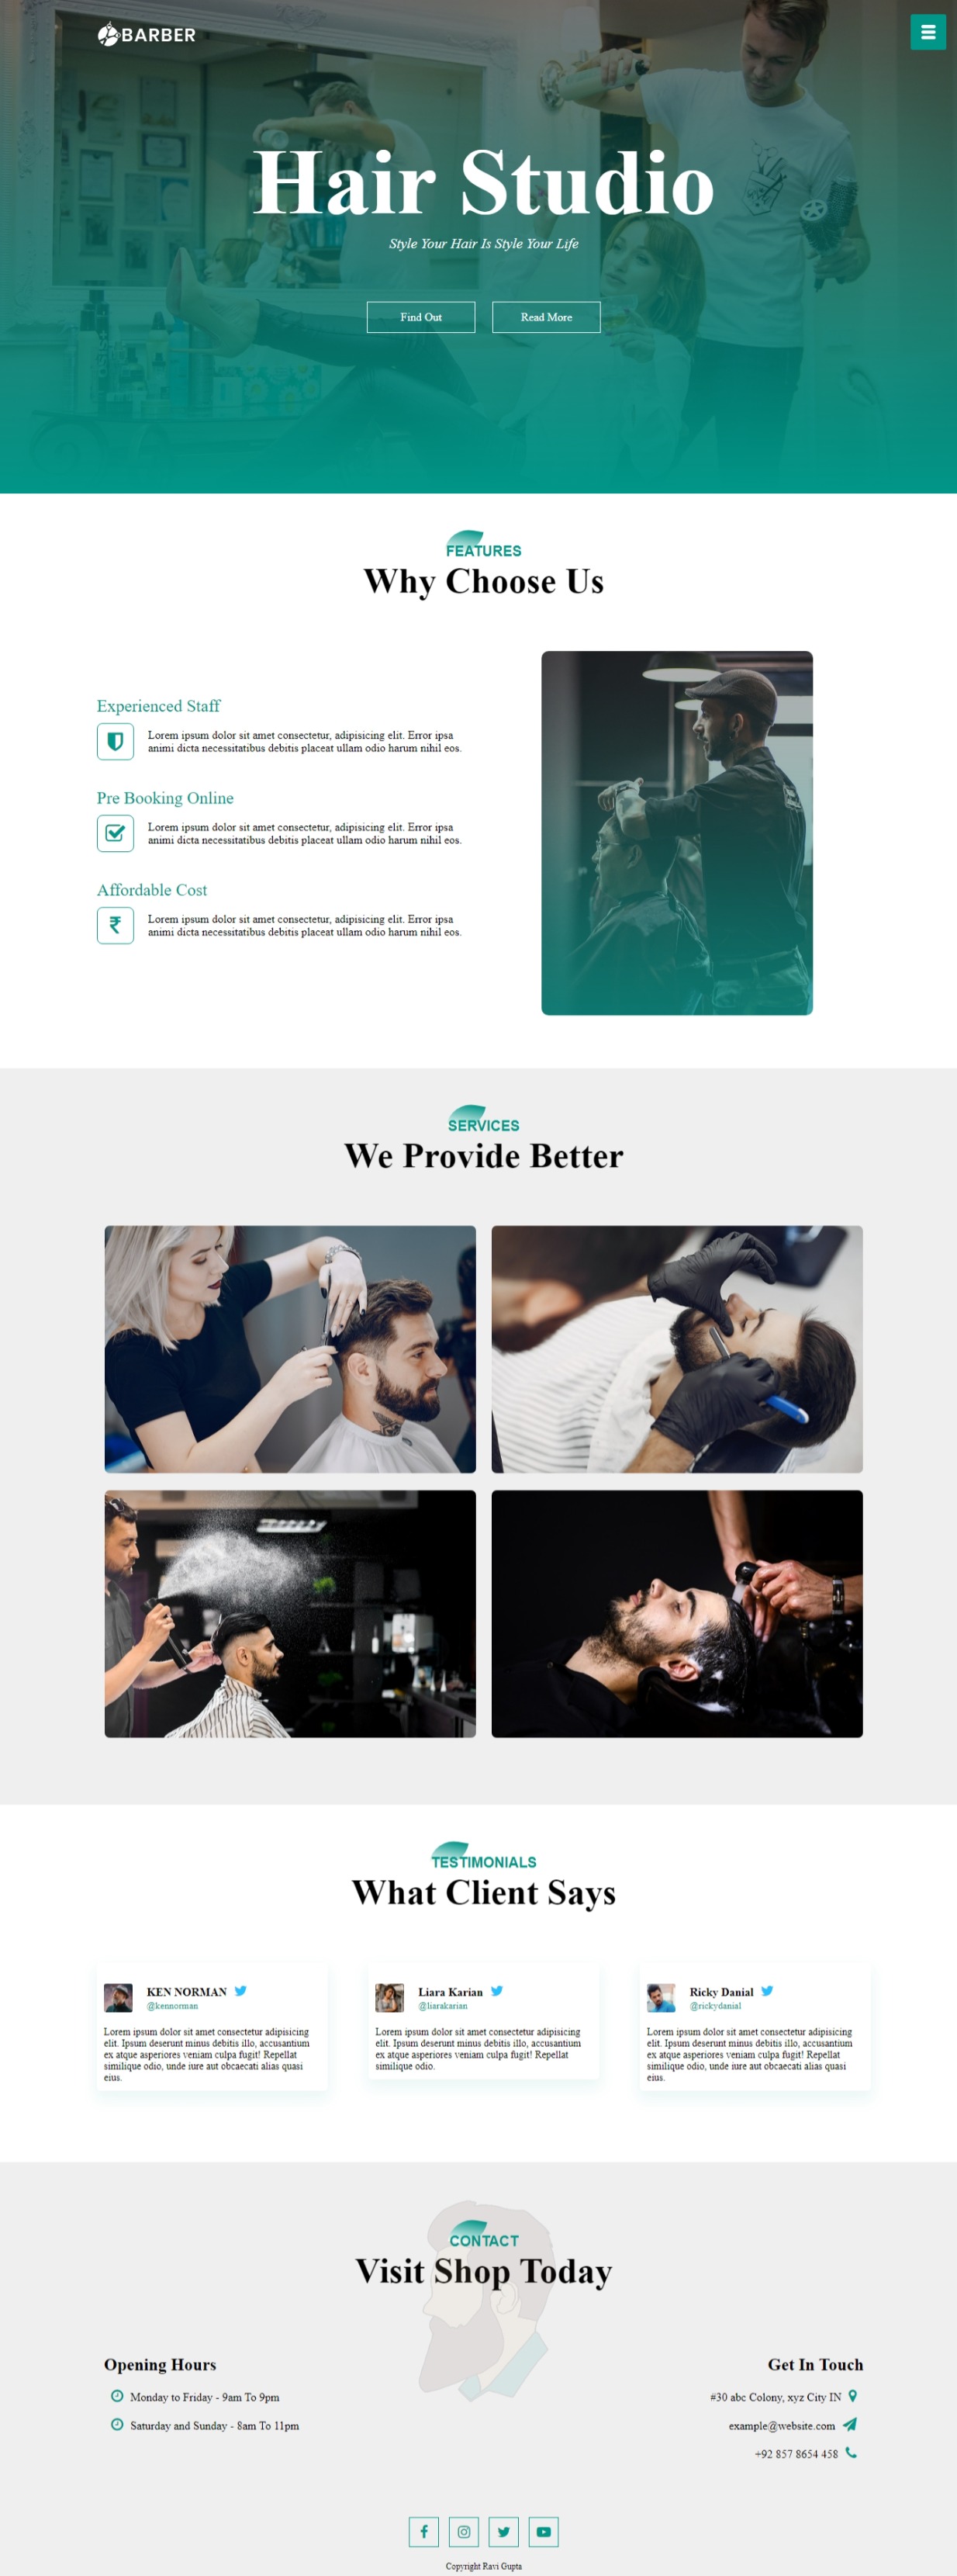 BARBER
Hair Studio
Style Your Hair Is Style Your Life
Find Out
Read More
FEATURES
Why Choose Us
Experienced Staff
Lorem ipsum dolor sit amet consectetur, adipisicing elit. Error ipsa
animi dicta necessitatibus debitis placeat ullam odio harum nihil eos.
Pre Booking Online
Lorem ipsum dolor sit amet consectetur, adipisicing elit. Error ipsa
animi dicta necessitatibus debitis placeat ullam odio harum nihil eos.
Affordable Cost
Lorem ipsum dolor sit amet consectetur, adipisicing elit. Error ipsa
animi dicta necessitatibus debitis placeat ullam odio harum nihil eos.
SERVICES
We Provide Better
TESTIMONIALS
What Client Says
KEN NORMAN
@kennorman
Lorem ipsum dolor sit amet consectetur adipisicing
elit. Ipsum deserunt minus debitis illo, accusantium
ex atque asperiores veniam culpa fugit! Repellat
similique odio, unde iure aut obcaecati alias quasi
eius.
Liara Karian
@liarakarian
Lorem ipsum dolor sit amet consectetur adipisicing
elit. Ipsum deserunt minus debitis illo, accusantium
ex atque asperiores veniam culpa fugit! Repellat
similique odio.
Ricky Danial
@rickydanial
Lorem ipsum dolor sit amet consectetur adipisicing
elit. Ipsum deserunt minus debitis illo, accusantium
ex atque asperiores veniam culpa fugit! Repellat
similique odio, unde iure aut obcaecati alias quasi
eius.
CONTACT
Visit Shop Today
Opening Hours
Monday to Friday - 9am To 9pm
Saturday and Sunday - 8am To 11pm
Get In Touch
#30 abc Colony, xyz City IN
example@website.com
+92 857 8654 458
Copyright Ravi Gupta